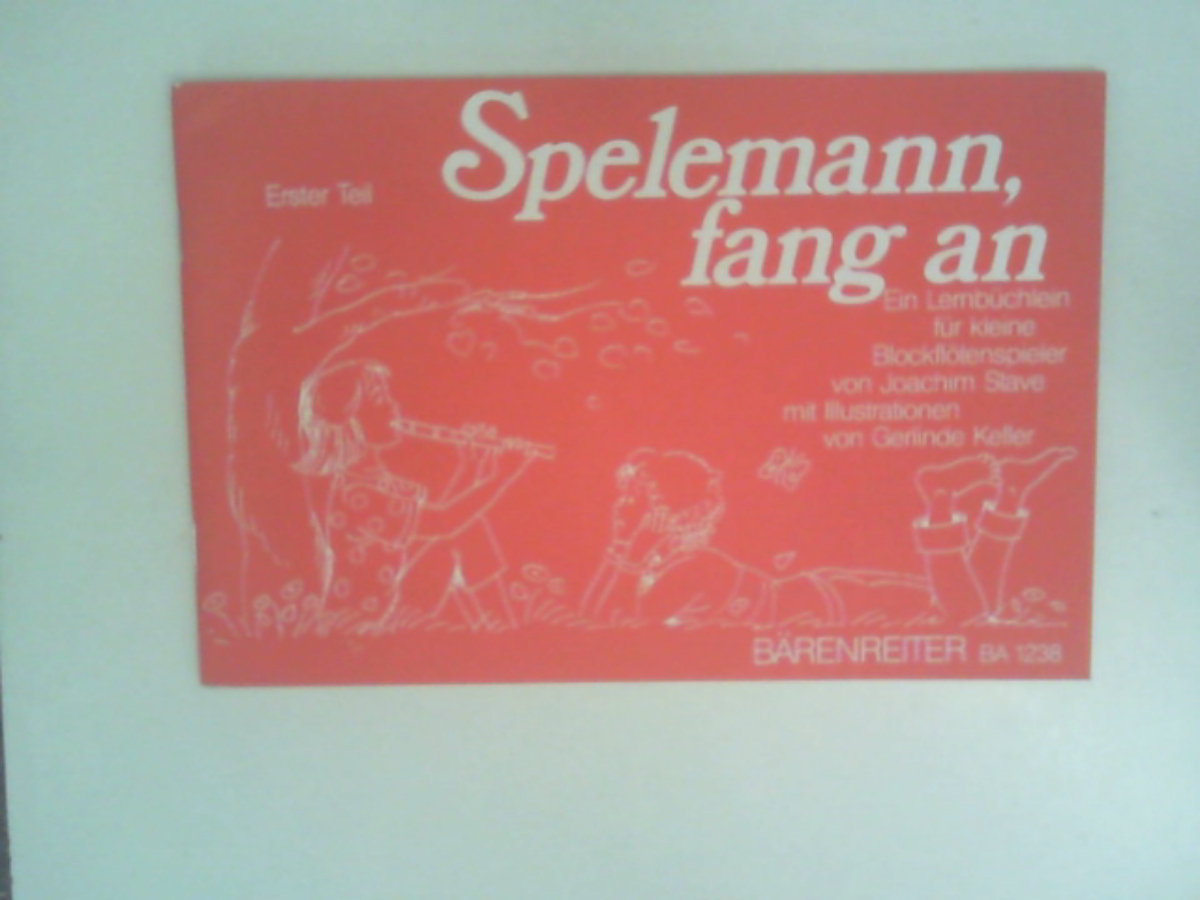 Erster Teil
Spelemann,
fang an
Ein Lernbüchlein
für kleine
Blockflötenspieler
von Joachim Stave
mit Illustrationen
von Gerlinde Keller
BÄRENREITER BA 1238